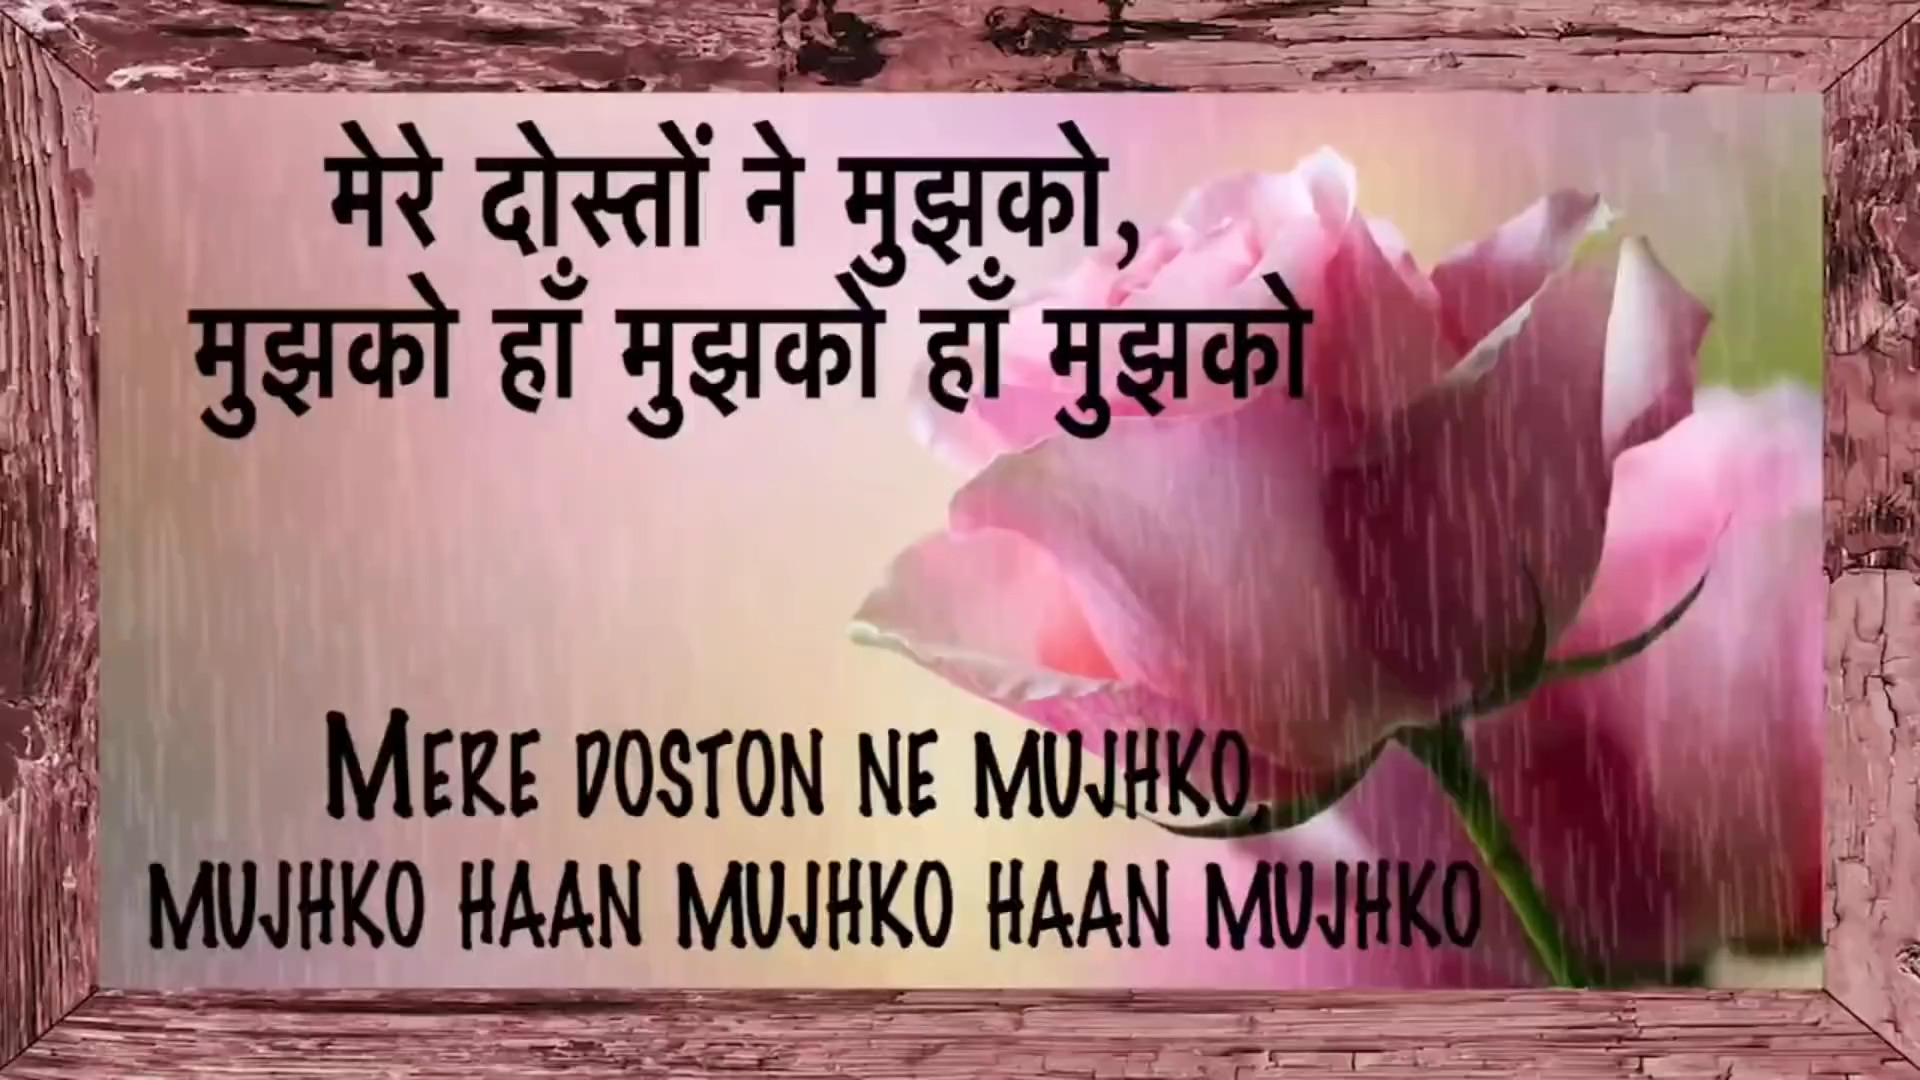 मेरे दोस्तों ने मुझको,
मुझको हाँ मुझको हाँ मुझको
MERE DOSTON NE MUJHKO,
MUJHKO HAAN MUJHKO HAAN MUJHKO